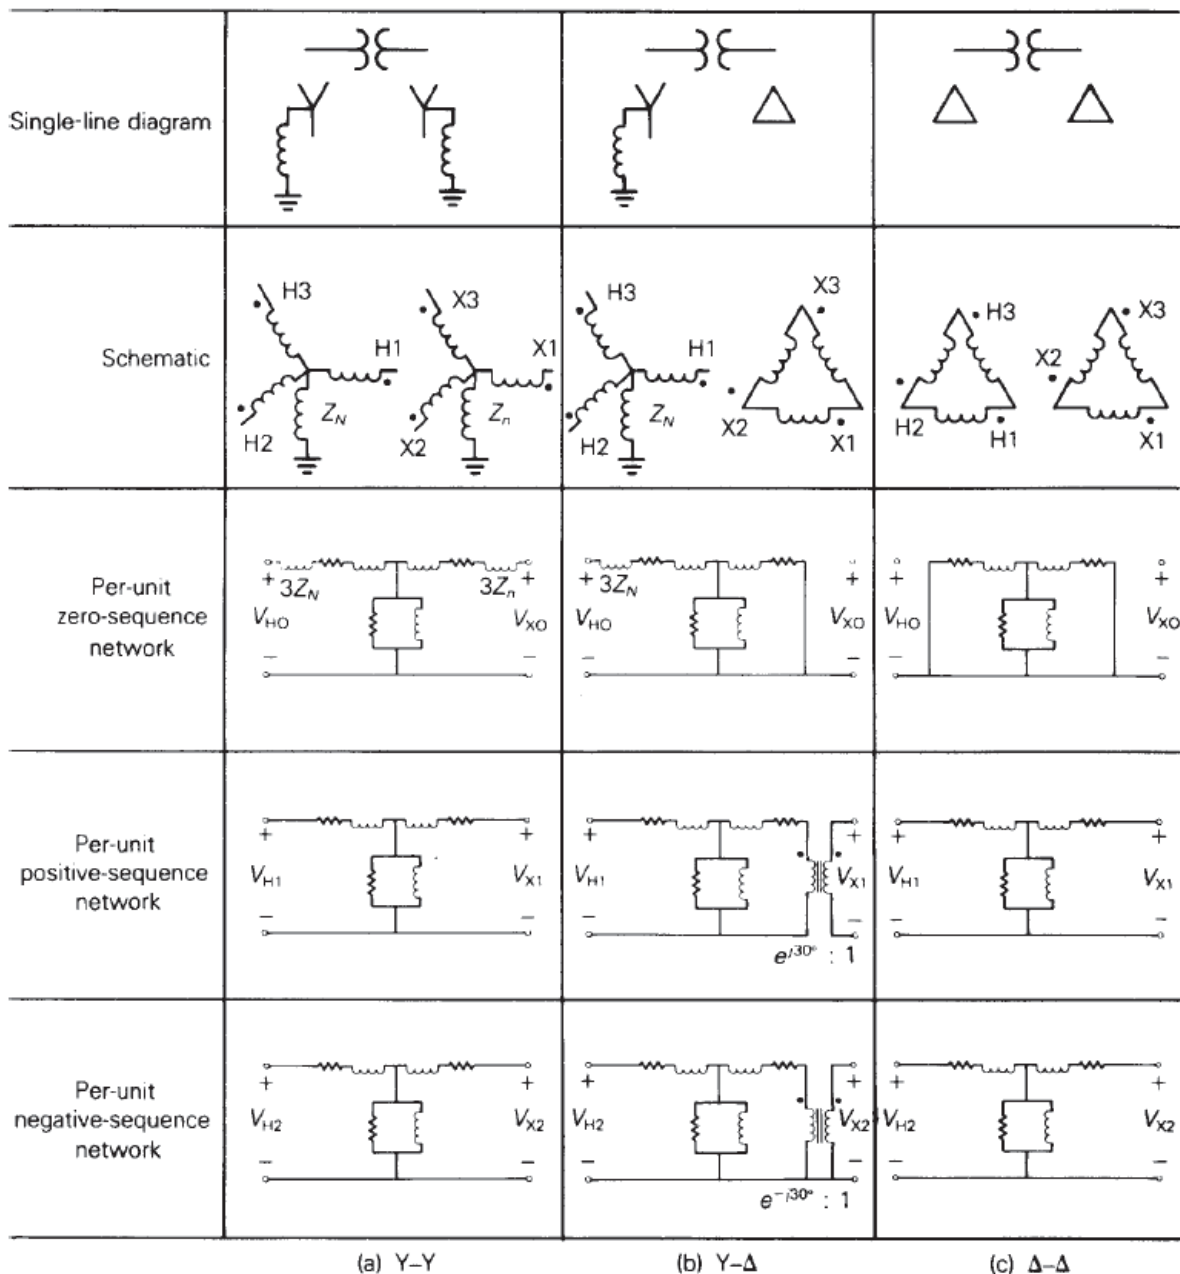 Single-line diagram
Schematic
H3
H1
H2
Z_N
X3
X1
X2
Z_n
H3
H1
H2
Z_N
X3
X2
X1
H3
H2
H1
X3
X2
X1
Per-unit
zero-sequence
network
+ 3Z_N 3Z_n +
V_HO V_XO
− −
+ 3Z_N +
V_HO V_XO
− −
+ +
V_HO V_XO
− −
Per-unit
positive-sequence
network
+ +
V_H1 V_X1
− −
+ +
V_H1 V_X1
− −
e^j30° : 1
+ +
V_H1 V_X1
− −
Per-unit
negative-sequence
network
+ +
V_H2 V_X2
− −
+ +
V_H2 V_X2
− −
e^−j30° : 1
+ +
V_H2 V_X2
− −
(a) Y–Y
(b) Y–Δ
(c) Δ–Δ